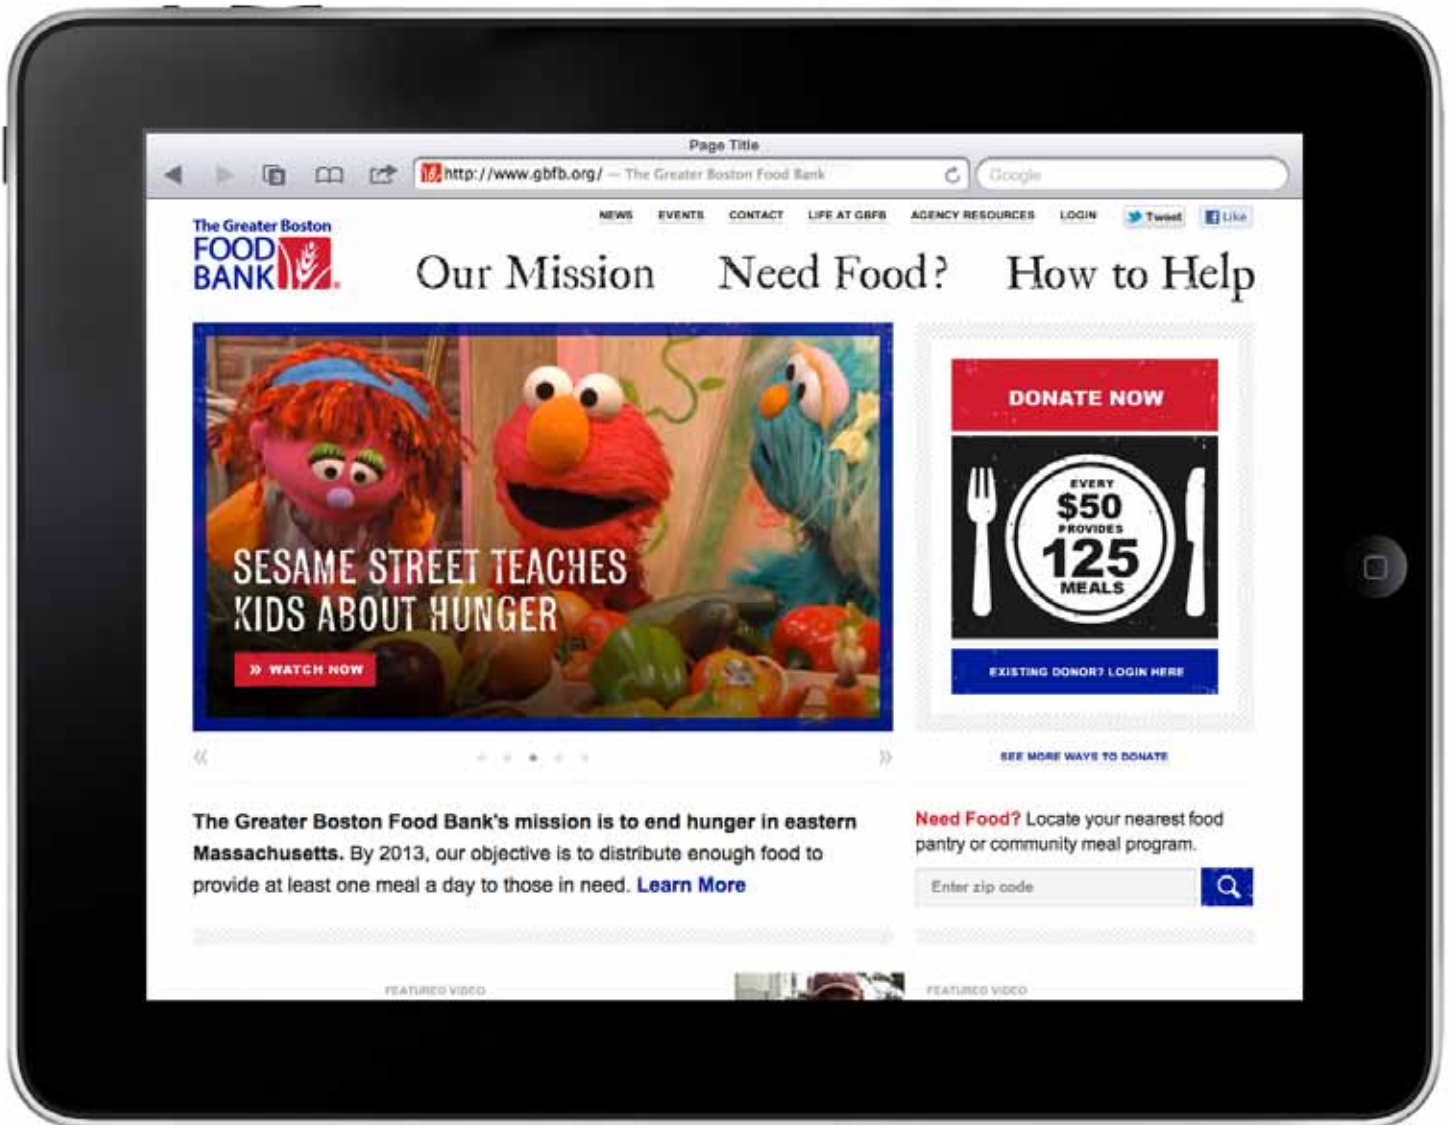 Page Title
http://www.gbfb.org/ — The Greater Boston Food Bank
Google
NEWS EVENTS CONTACT LIFE AT GBFB AGENCY RESOURCES LOGIN Tweet Like
The Greater Boston
FOOD
BANK
Our Mission Need Food? How to Help
SESAME STREET TEACHES
KIDS ABOUT HUNGER
» WATCH NOW
DONATE NOW
EVERY
$50
PROVIDES
125
MEALS
EXISTING DONOR? LOGIN HERE
SEE MORE WAYS TO DONATE
The Greater Boston Food Bank's mission is to end hunger in eastern
Massachusetts. By 2013, our objective is to distribute enough food to
provide at least one meal a day to those in need. Learn More
Need Food? Locate your nearest food
pantry or community meal program.
Enter zip code
FEATURED VIDEO
FEATURED VIDEO